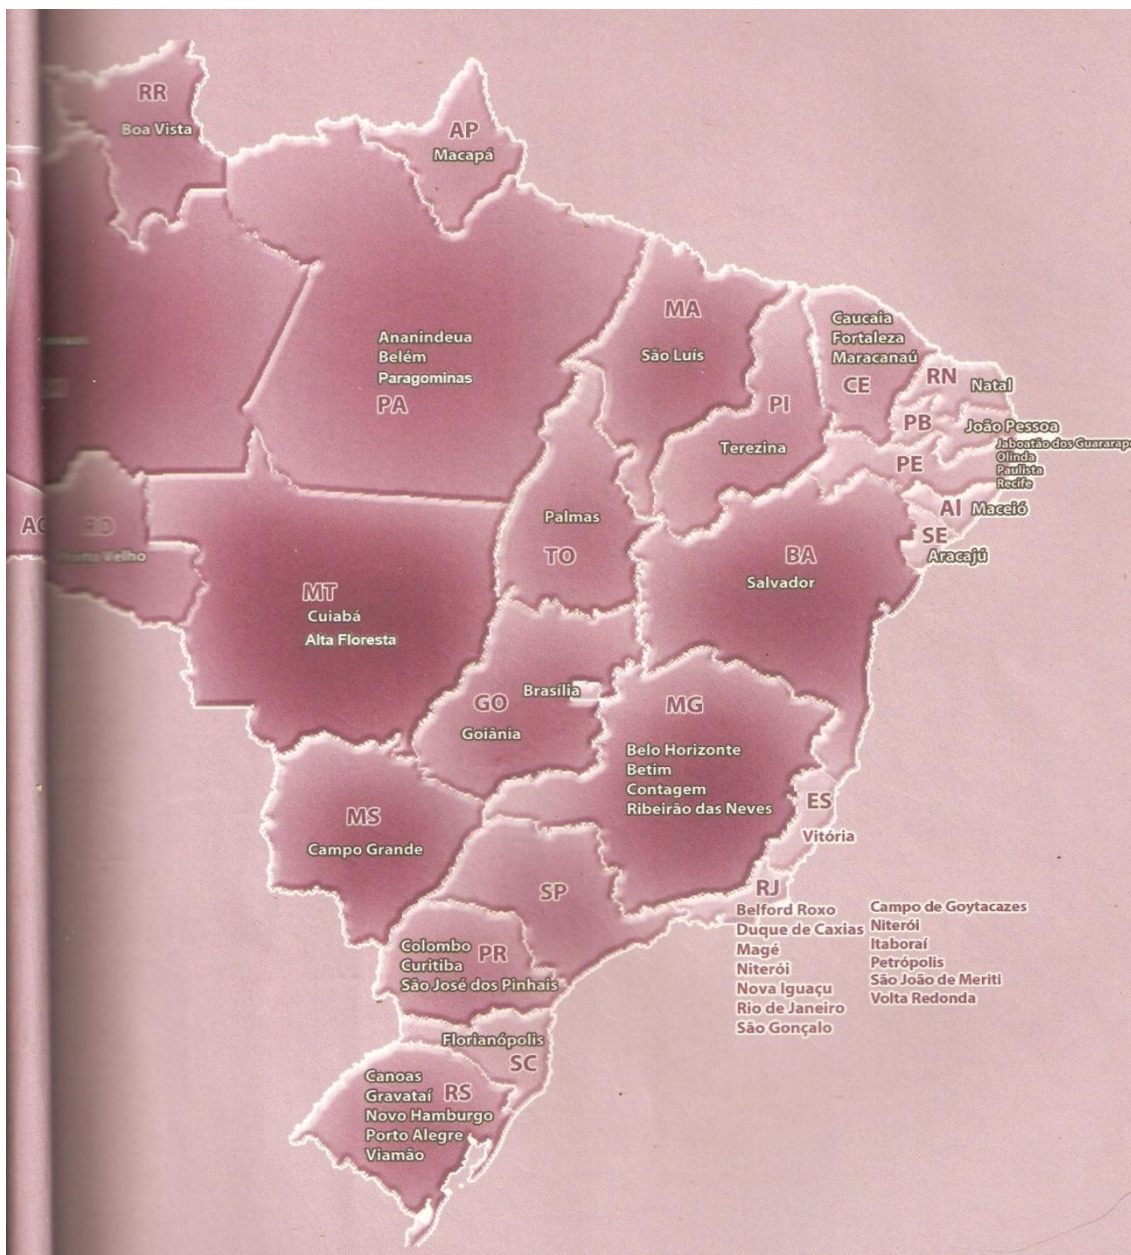 RR
Boa Vista
AP
Macapá
MA
São Luís
Caucaia
Fortaleza
Maracanaú
CE
Ananindeua
Belém
Paragominas
PA
RN
Natal
PI
PB
João Pessoa
Terezina
Jaboatão dos Guararap
PE
Olinda
Paulista
Recife
Al
Maceió
Palmas
SE
Aracajú
TO
BA
Salvador
RO
Velho
MT
Cuiabá
Alta Floresta
Brasília
GO
Goiânia
MG
Belo Horizonte
Betim
Contagem
Ribeirão das Neves
ES
Vitória
MS
Campo Grande
SP
RJ
Belford Roxo
Duque de Caxias
Magé
Niterói
Nova Iguaçu
Rio de Janeiro
São Gonçalo
Campo de Goytacazes
Niterói
Itaboraí
Petrópolis
São João de Meriti
Volta Redonda
Colombo
PR
Curitiba
São José dos Pinhais
Florianópolis
SC
Canoas
RS
Gravataí
Novo Hamburgo
Porto Alegre
Viamão